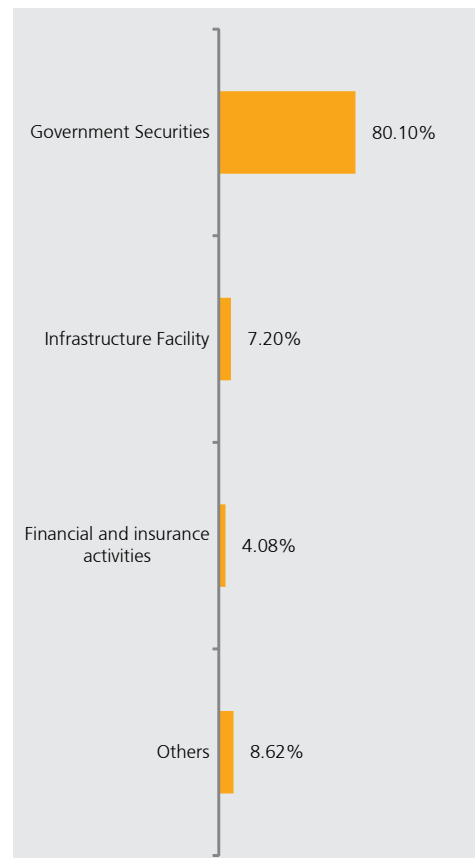 Government Securities
80.10%
Infrastructure Facility
7.20%
Financial and insurance
activities
4.08%
Others
8.62%